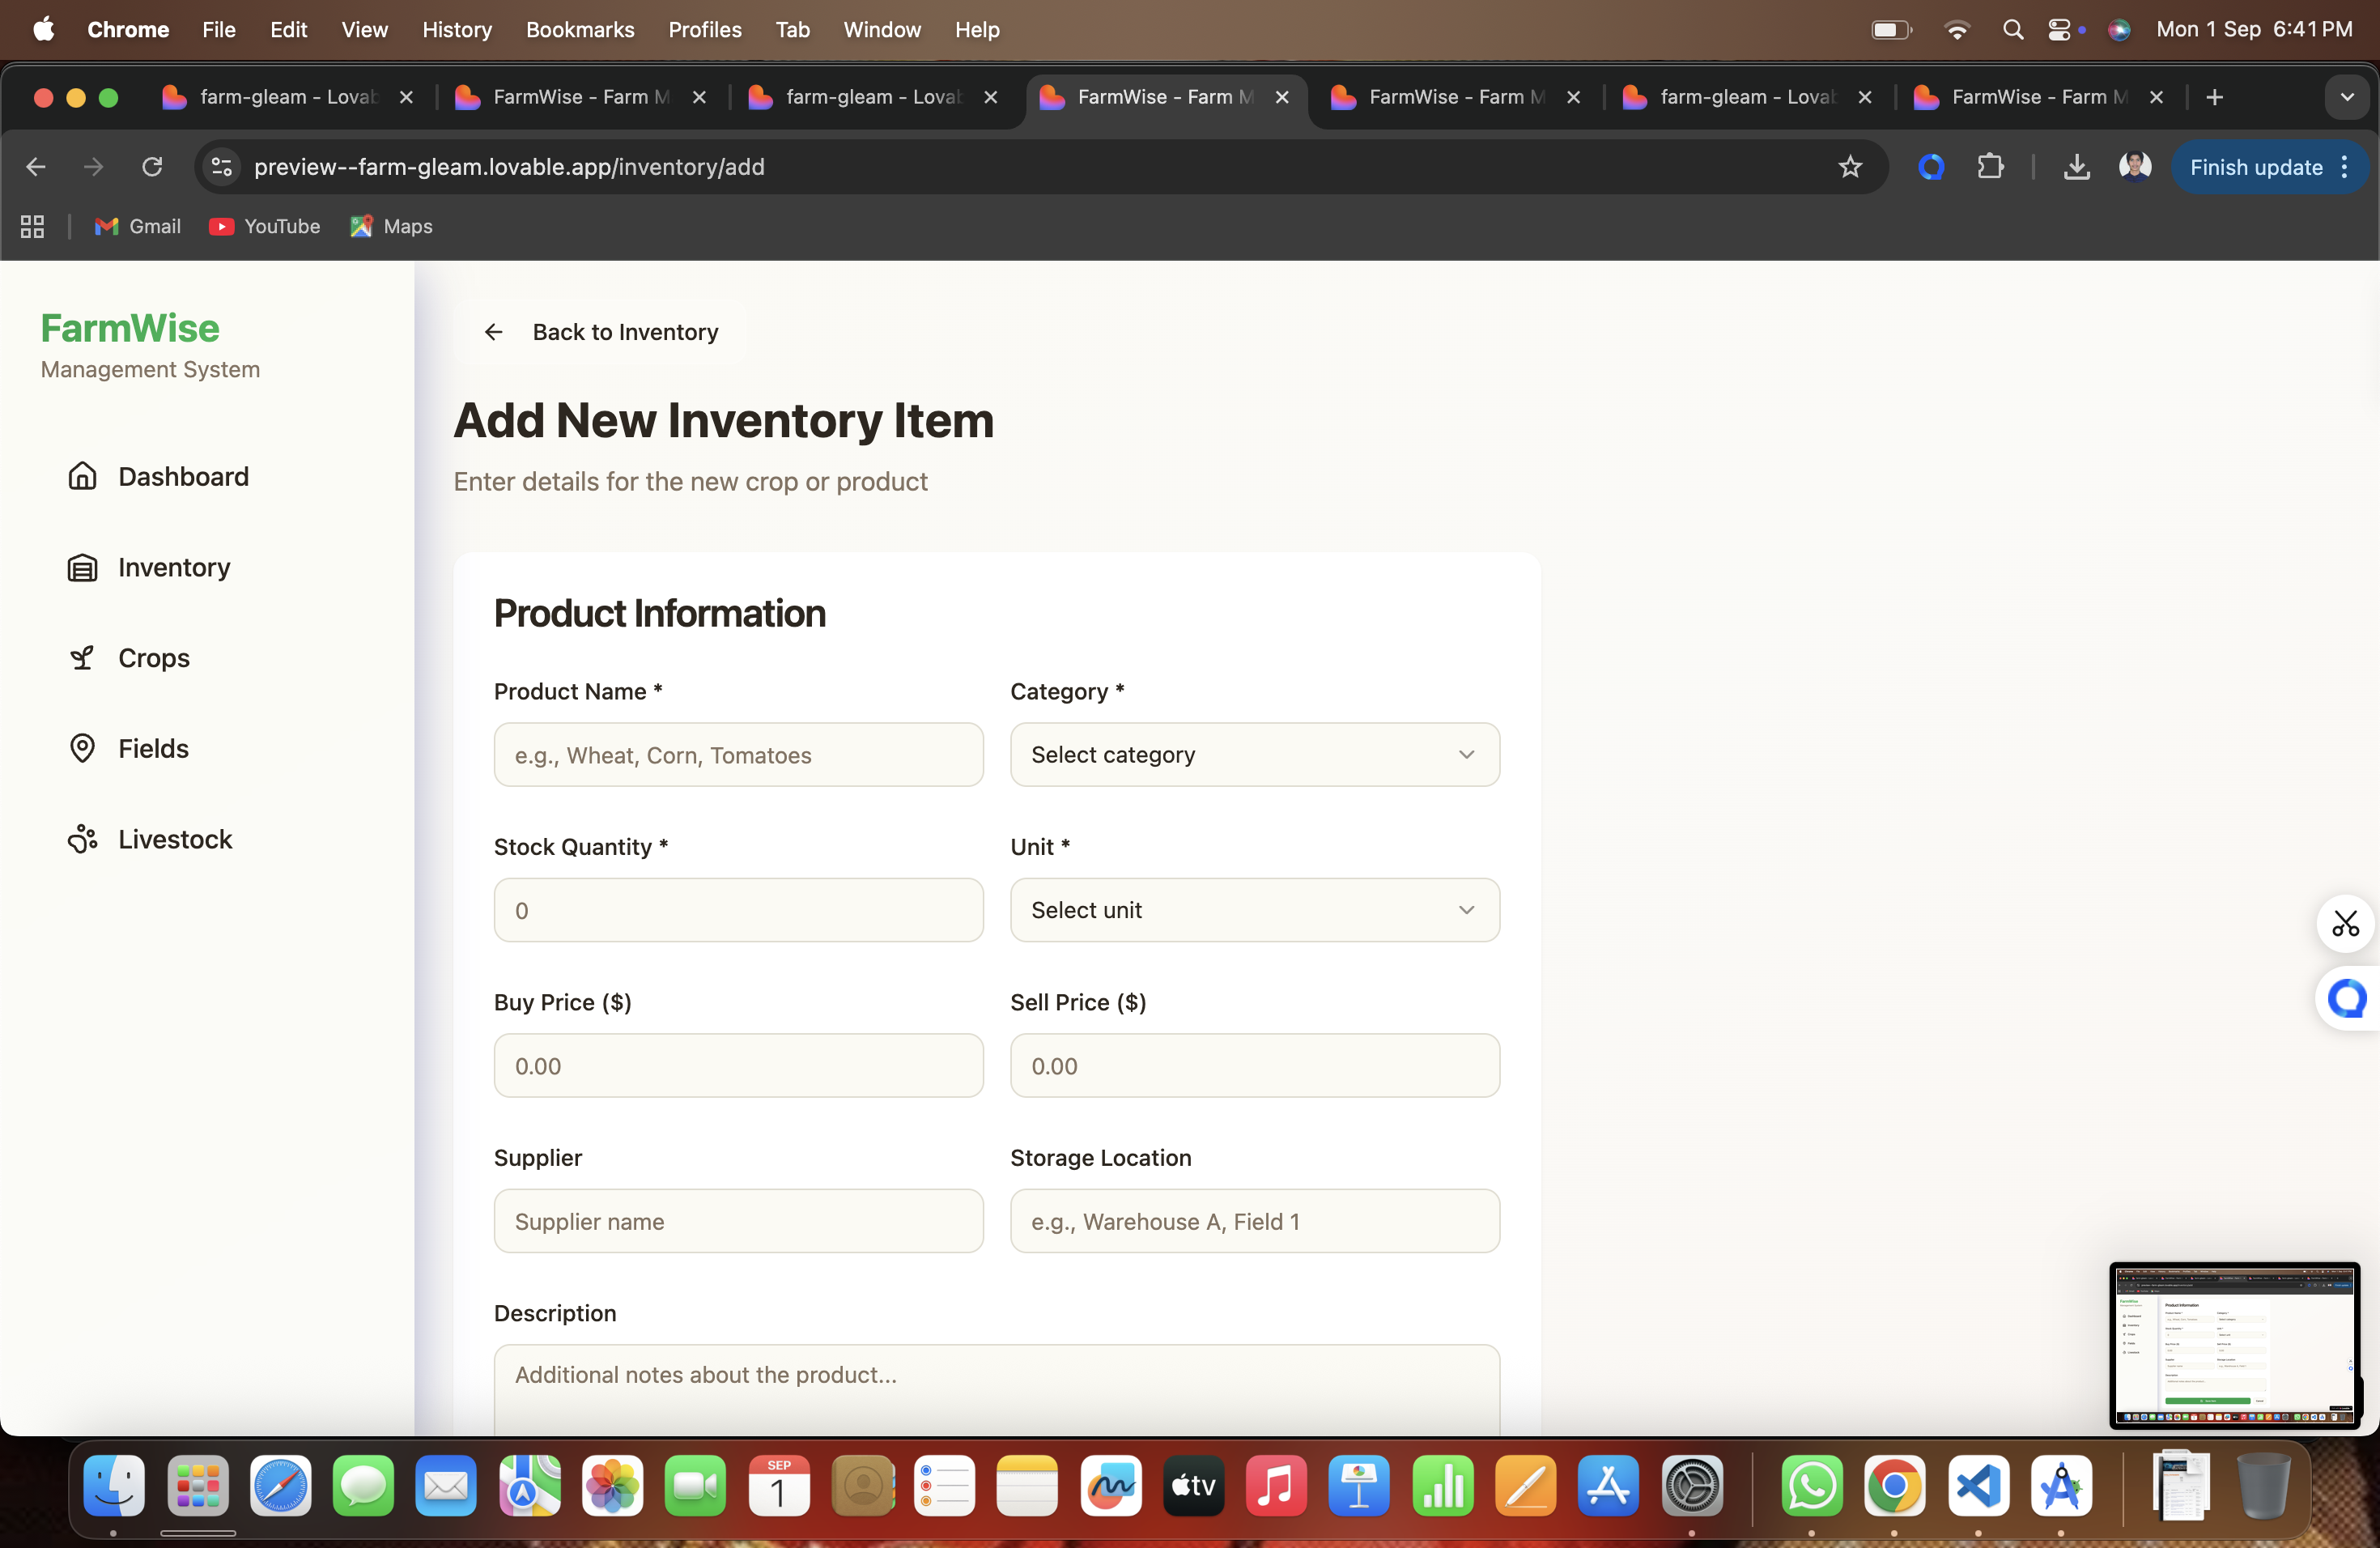 Chrome File Edit View History Bookmarks Profiles Tab Window Help Mon 1 Sep 6:41 PM
farm-gleam - Lovab FarmWise - Farm M farm-gleam - Lovab FarmWise - Farm M FarmWise - Farm M farm-gleam - Lovab FarmWise - Farm M
preview--farm-gleam.lovable.app/inventory/add Finish update
Gmail YouTube Maps
FarmWise
Management System
Dashboard
Inventory
Crops
Fields
Livestock
Back to Inventory
Add New Inventory Item
Enter details for the new crop or product
Product Information
Product Name * Category *
e.g., Wheat, Corn, Tomatoes Select category
Stock Quantity * Unit *
0 Select unit
Buy Price ($) Sell Price ($)
0.00 0.00
Supplier Storage Location
Supplier name e.g., Warehouse A, Field 1
Description
Additional notes about the product...
SEP
1
tv